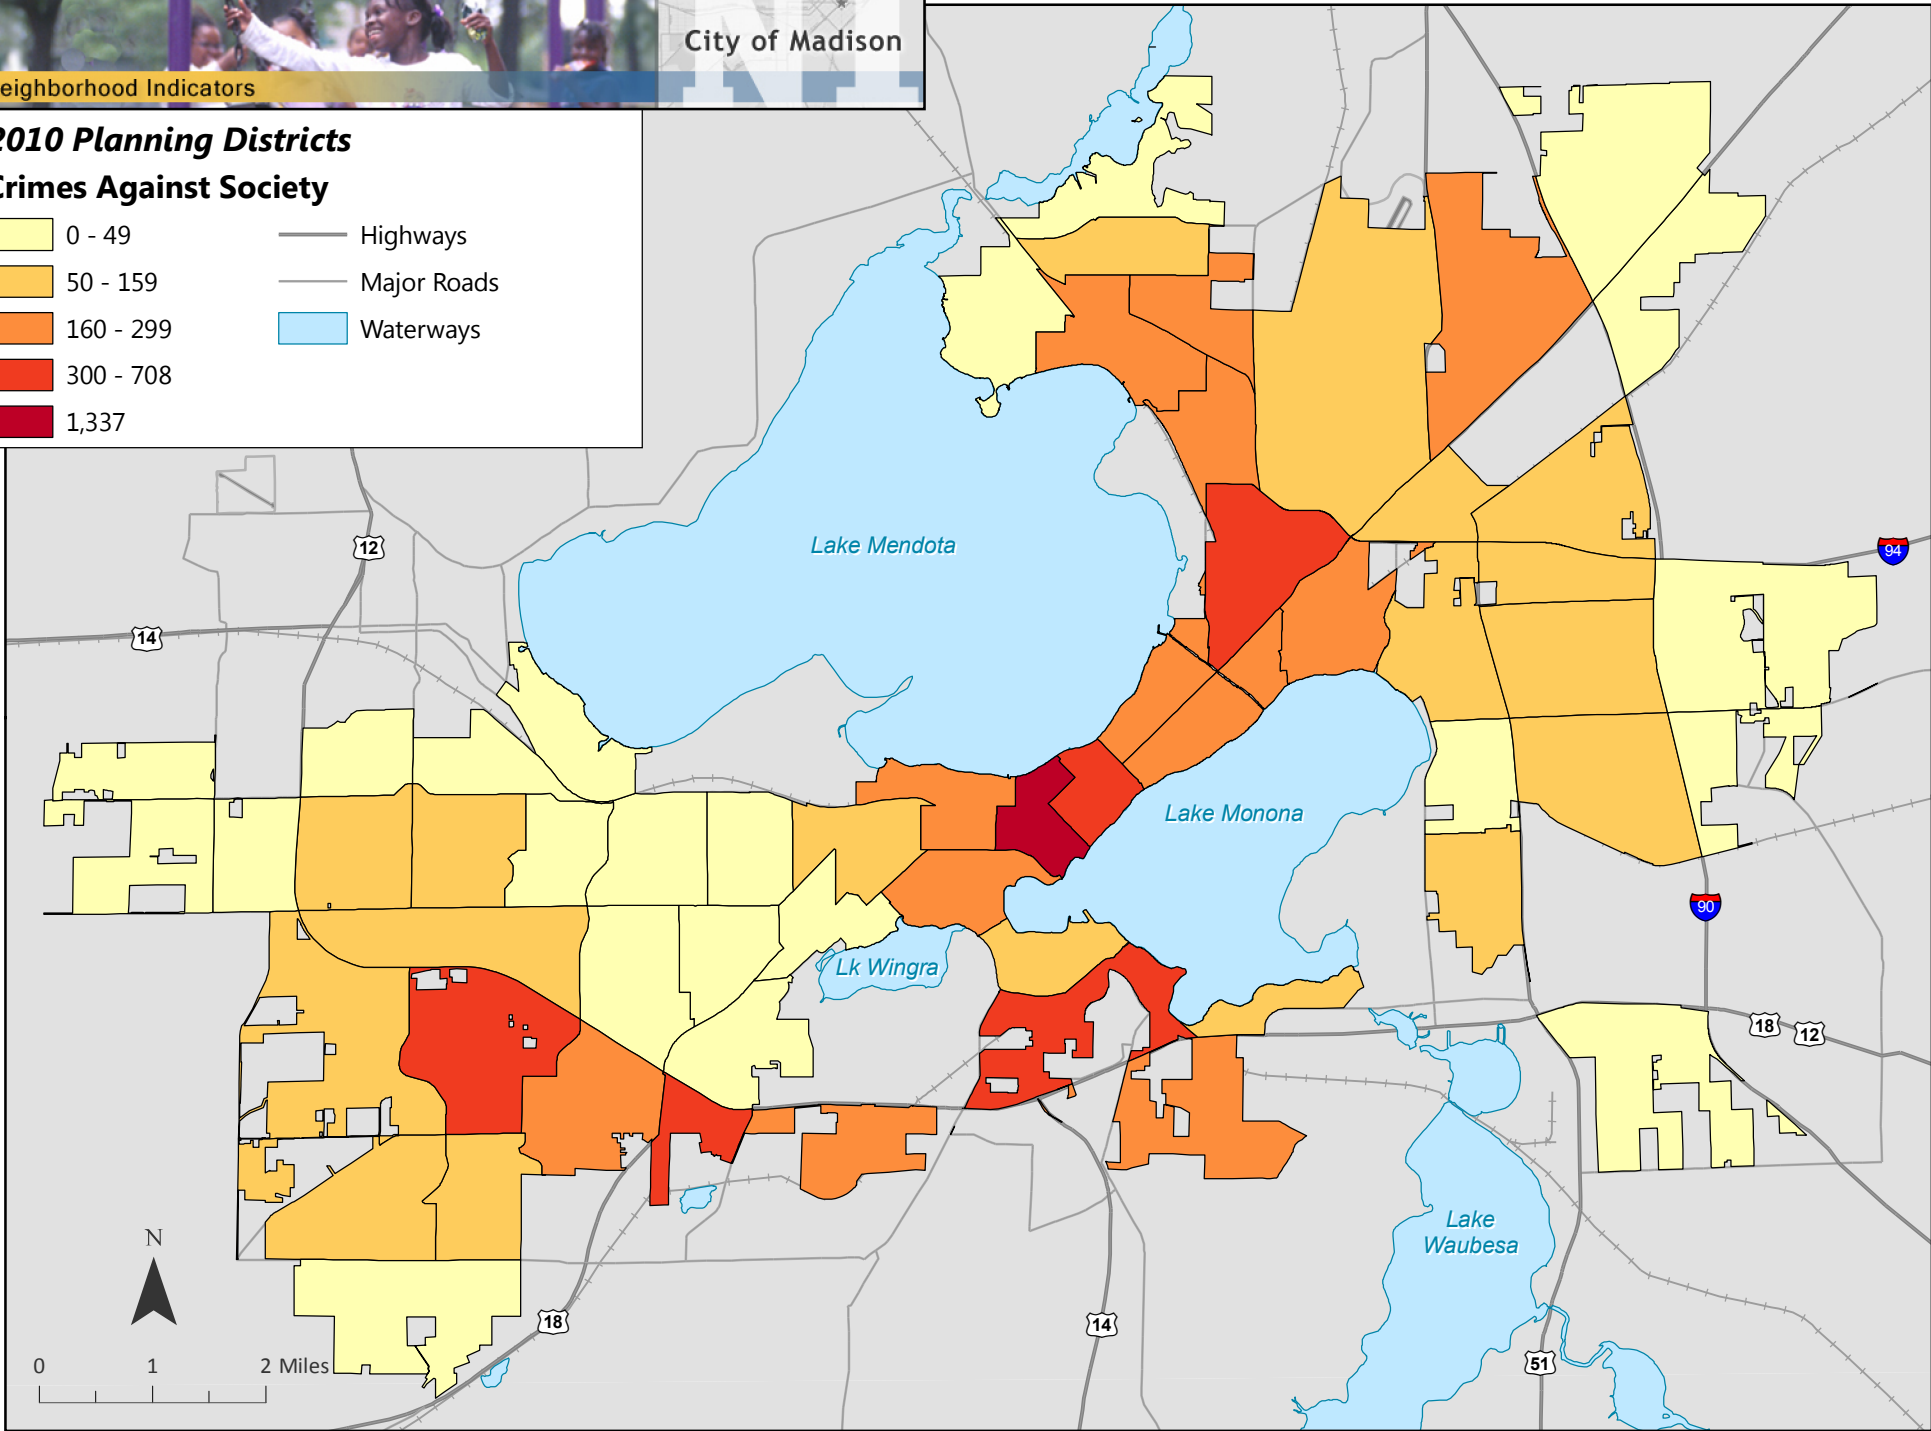 City of Madison
eighborhood Indicators
2010 Planning Districts
Crimes Against Society
0 - 49
Highways
50 - 159
Major Roads
160 - 299
Waterways
300 - 708
1,337
12
Lake Mendota
94
14
Lake Monona
90
Lk Wingra
18
12
Lake
Waubesa
N
18
14
0
1
2 Miles
51